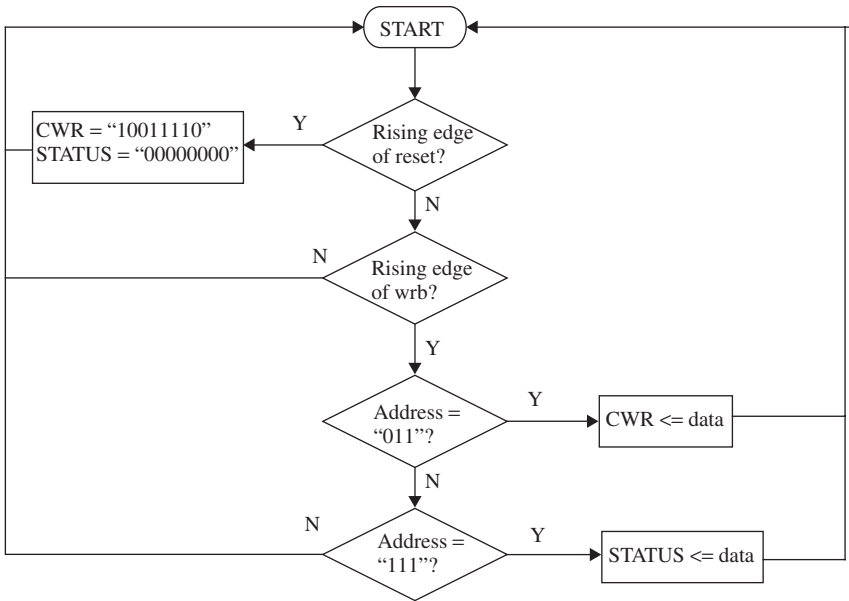 START
Y
Rising edge
of reset?
CWR = “10011110”
STATUS = “00000000”
N
N
Rising edge
of wrb?
Y
Address =
“011”?
Y
CWR <= data
N
N
Address =
“111”?
Y
STATUS <= data